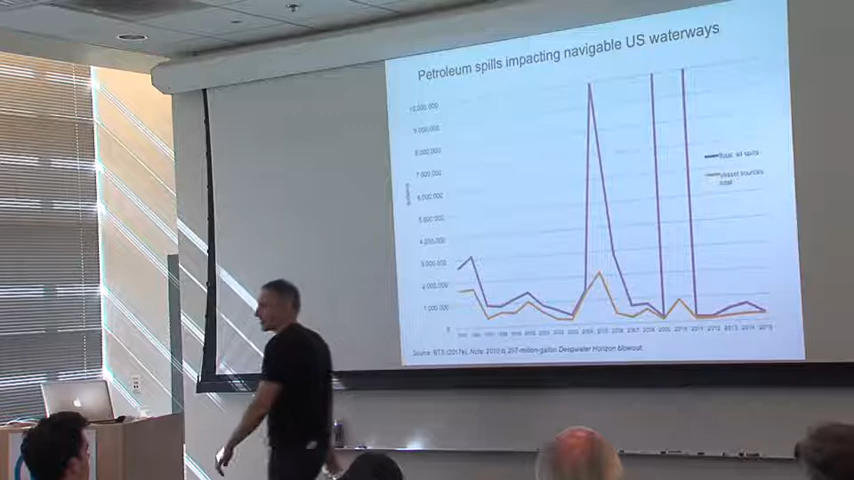 Petroleum spills impacting navigable US waterways
10,000,000
9,000,000
8,000,000
7,000,000
6,000,000
5,000,000
4,000,000
3,000,000
2,000,000
1,000,000
0
Total, all spills
Vessel sources
total
Source: BTS (2017e). Note: 2010 is 207-million-gallon Deepwater Horizon blowout.